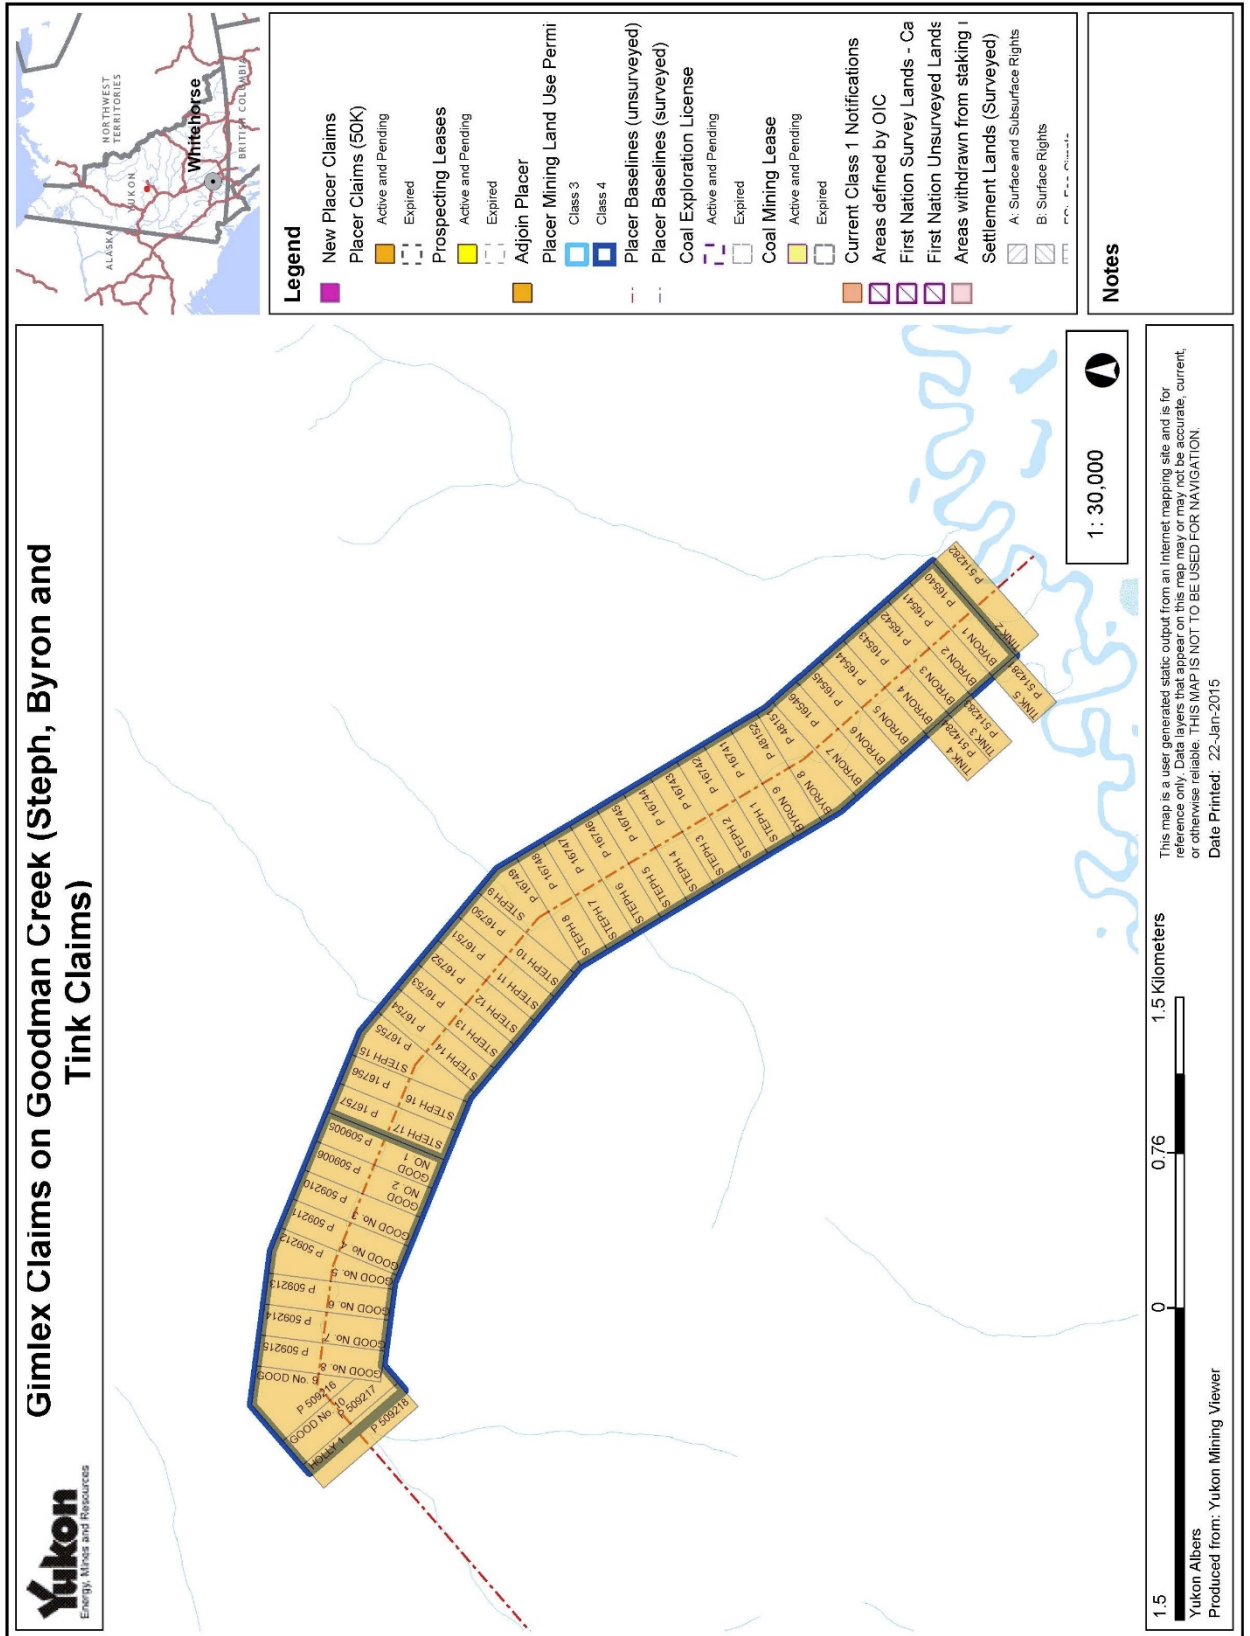 Yukon
Energy, Mines and Resources
Gimlex Claims on Goodman Creek (Steph, Byron and
Tink Claims)
ALASKA
YUKON
NORTHWEST
TERRITORIES
Whitehorse
BRITISH COLUMBIA
Legend
New Placer Claims
Placer Claims (50K)
Active and Pending
Expired
Prospecting Leases
Active and Pending
Expired
Adjoin Placer
Placer Mining Land Use Permi
Class 3
Class 4
Placer Baselines (unsurveyed)
Placer Baselines (surveyed)
Coal Exploration License
Active and Pending
Expired
Coal Mining Lease
Active and Pending
Expired
Current Class 1 Notifications
Areas defined by OIC
First Nation Survey Lands - Ca
First Nation Unsurveyed Lands
Areas withdrawn from staking
Settlement Lands (Surveyed)
A: Surface and Subsurface Rights
B: Surface Rights
Notes
HOLLY 1
P 509218
GOOD No. 10
P 509217
P 509216
GOOD No. 9
P 509215
GOOD No. 8
P 509214
GOOD No. 7
P 509213
GOOD No. 6
P 509212
GOOD No. 5
P 509211
GOOD No. 4
P 509210
GOOD No. 3
P 509006
GOOD
NO. 2
P 509005
GOOD
NO. 1
P 16757
STEPH 17
P 16756
STEPH 16
P 16755
STEPH 15
P 16754
STEPH 14
P 16753
STEPH 13
P 16752
STEPH 12
P 16751
STEPH 11
P 16750
STEPH 10
STEPH 9
P 16749
STEPH 8
P 16748
STEPH 7
P 16747
STEPH 6
P 16746
STEPH 5
P 16745
STEPH 4
P 16744
STEPH 3
P 16743
STEPH 2
P 16742
STEPH 1
P 16741
BYRON 9
P 48152
BYRON 8
P 48151
BYRON 7
P 16546
BYRON 6
P 16545
BYRON 5
P 16544
BYRON 4
P 16543
BYRON 3
P 16542
BYRON 2
P 16541
BYRON 1
P 16540
TINK 2
P 514282
TINK 4
P 514284
TINK 3
P 514283
TINK 5
P 514281
1: 30,000
1.5
0
0.76
1.5 Kilometers
Yukon Albers
Produced from: Yukon Mining Viewer
This map is a user generated static output from an Internet mapping site and is for
reference only. Data layers that appear on this map may or may not be accurate, current,
or otherwise reliable. THIS MAP IS NOT TO BE USED FOR NAVIGATION.
Date Printed: 22-Jan-2015